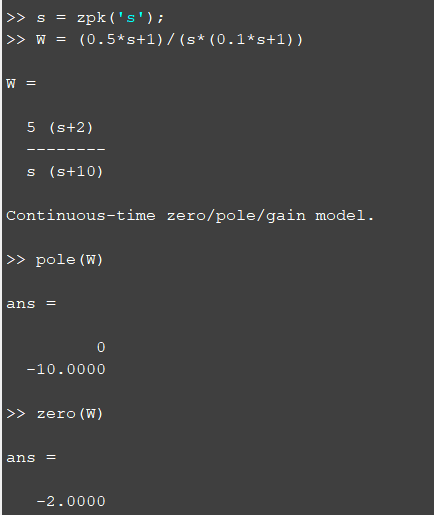 >> s = zpk('s');
>> W = (0.5*s+1)/(s*(0.1*s+1))
W =
5 (s+2)
--------
s (s+10)
Continuous-time zero/pole/gain model.
>> pole(W)
ans =
0
-10.0000
>> zero(W)
ans =
-2.0000